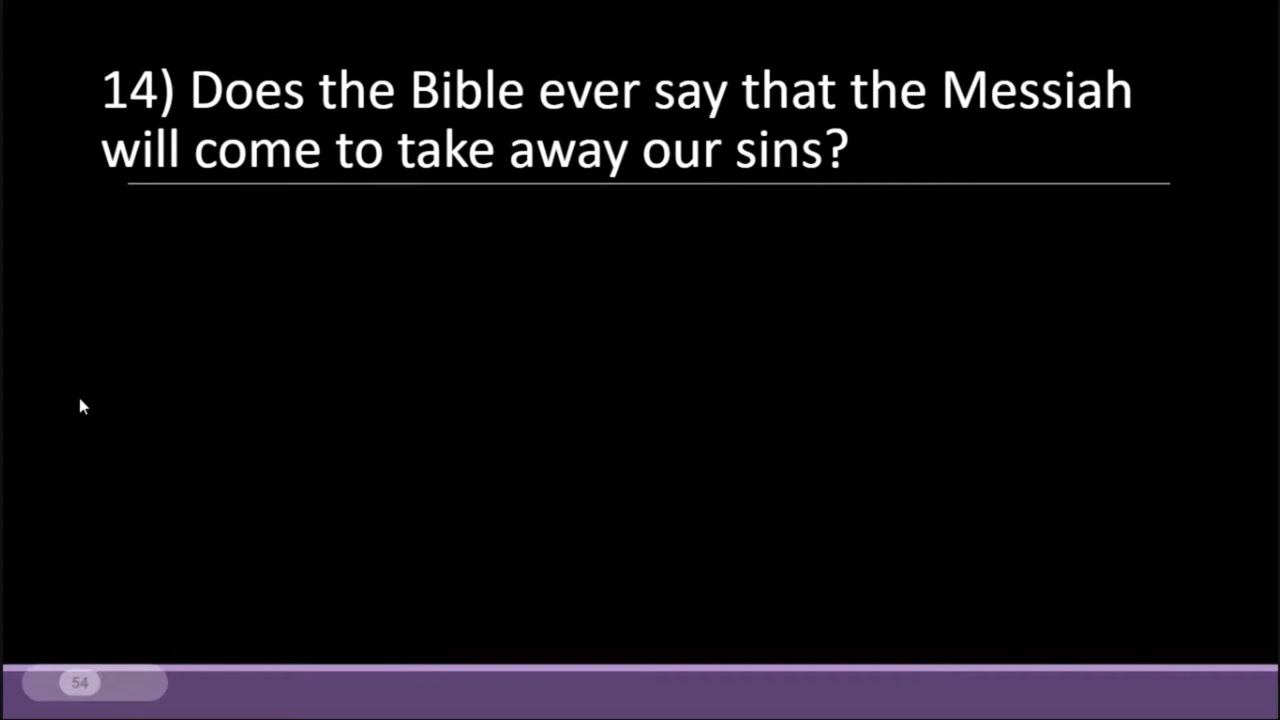 14) Does the Bible ever say that the Messiah
will come to take away our sins?
54